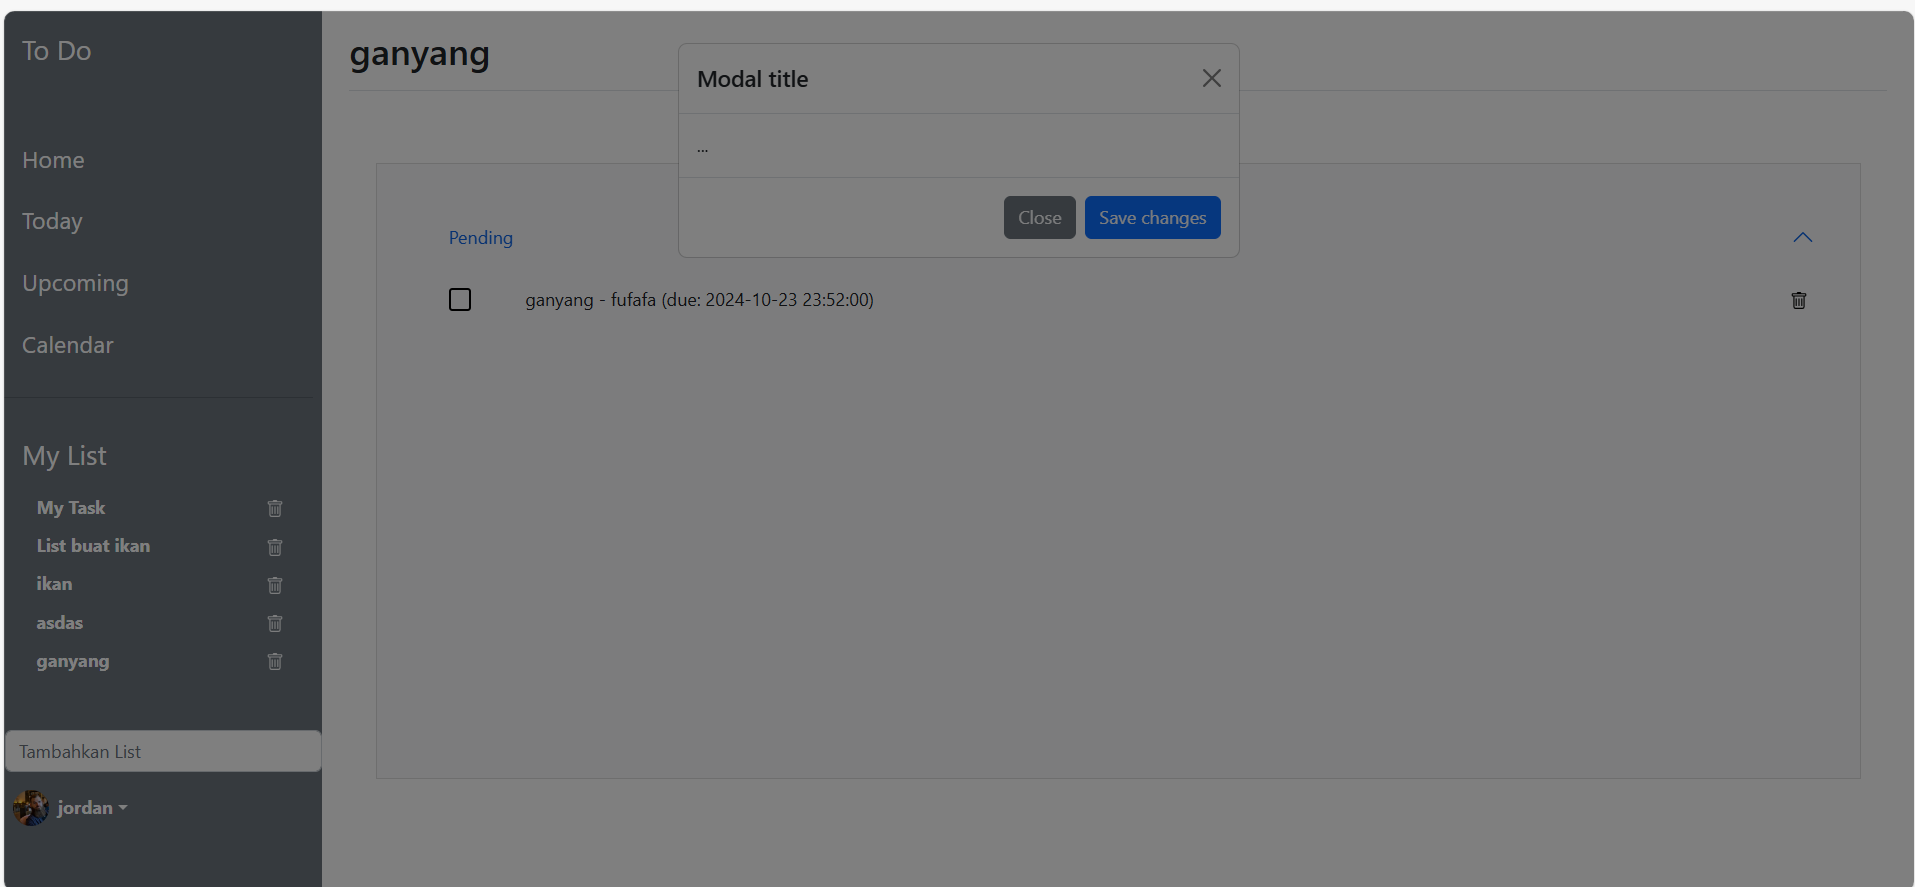 To Do
Home
Today
Upcoming
Calendar
My List
My Task
List buat ikan
ikan
asdas
ganyang
Tambahkan List
jordan
ganyang
Modal title
...
Close
Save changes
Pending
ganyang - fufafa (due: 2024-10-23 23:52:00)